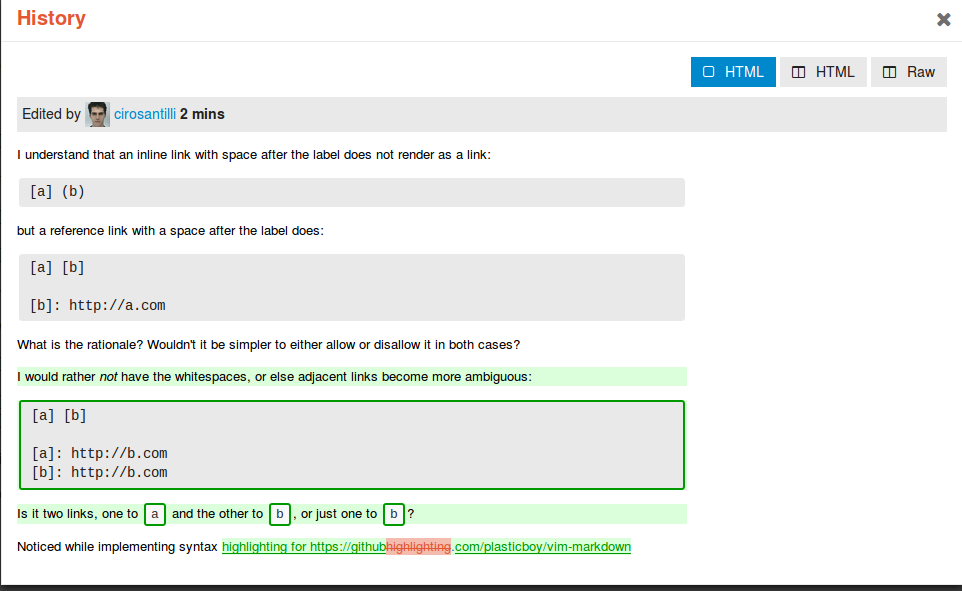 History
HTML HTML Raw
Edited by cirosantilli 2 mins
I understand that an inline link with space after the label does not render as a link:
[a] (b)
but a reference link with a space after the label does:
[a] [b]
[b]: http://a.com
What is the rationale? Wouldn't it be simpler to either allow or disallow it in both cases?
I would rather not have the whitespaces, or else adjacent links become more ambiguous:
[a] [b]
[a]: http://b.com
[b]: http://b.com
Is it two links, one to a and the other to b, or just one to b?
Noticed while implementing syntax highlighting for https://githubhighlighting.com/plasticboy/vim-markdown